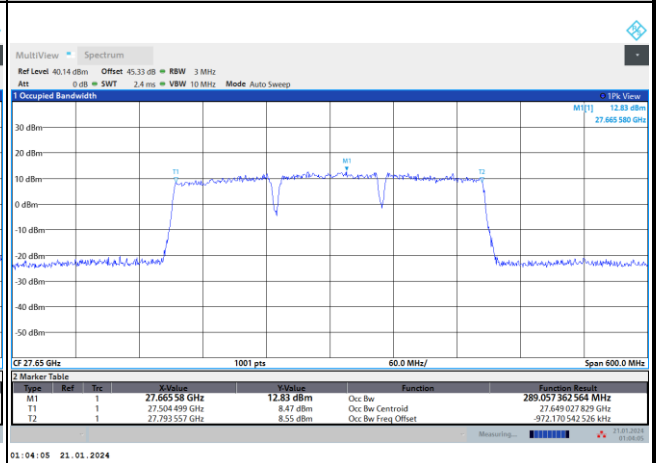 MultiView Spectrum
Ref Level 40.14 dBm Offset 45.33 dB RBW 3 MHz
Att 0 dB SWT 2.4 ms VBW 10 MHz Mode Auto Sweep
1 Occupied Bandwidth 1Pk View
M1[1] 12.83 dBm
27.665 580 GHz
30 dBm
20 dBm
M1
T1 T2
10 dBm
0 dBm
-10 dBm
-20 dBm
-30 dBm
-40 dBm
-50 dBm
CF 27.65 GHz 1001 pts 60.0 MHz/ Span 600.0 MHz
2 Marker Table
Type Ref Trc X-Value Y-Value Function Function Result
M1 1 27.665 58 GHz 12.83 dBm Occ Bw 289.057 362 564 MHz
T1 1 27.504 499 GHz 8.47 dBm Occ Bw Centroid 27.649 027 829 GHz
T2 1 27.793 557 GHz 8.55 dBm Occ Bw Freq Offset -972.170 542 526 kHz
Measuring... 21.01.2024
01:04:05
01:04:05 21.01.2024